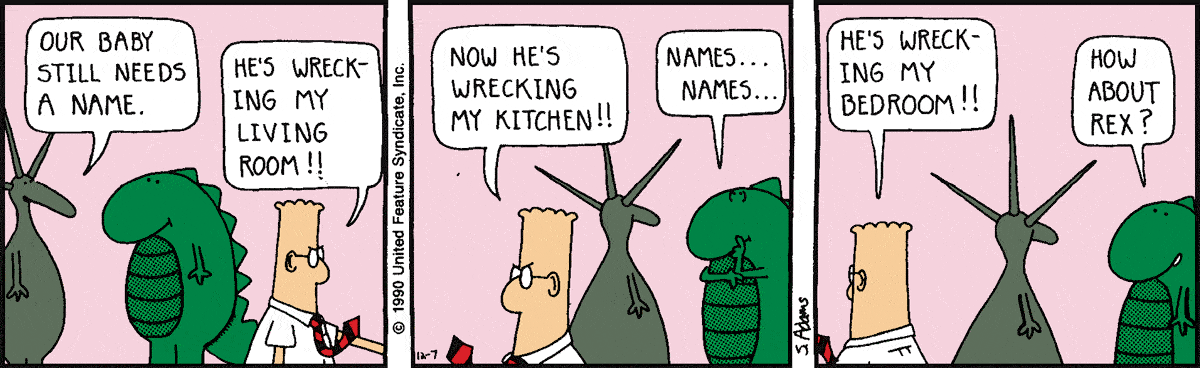 OUR BABY
STILL NEEDS
A NAME.
HE'S WRECK-
ING MY
LIVING
ROOM!!
© 1990 United Feature Syndicate, Inc.
NOW HE'S
WRECKING
MY KITCHEN!!
NAMES...
NAMES...
12-7
S. Adams
HE'S WRECK-
ING MY
BEDROOM!!
HOW
ABOUT
REX?